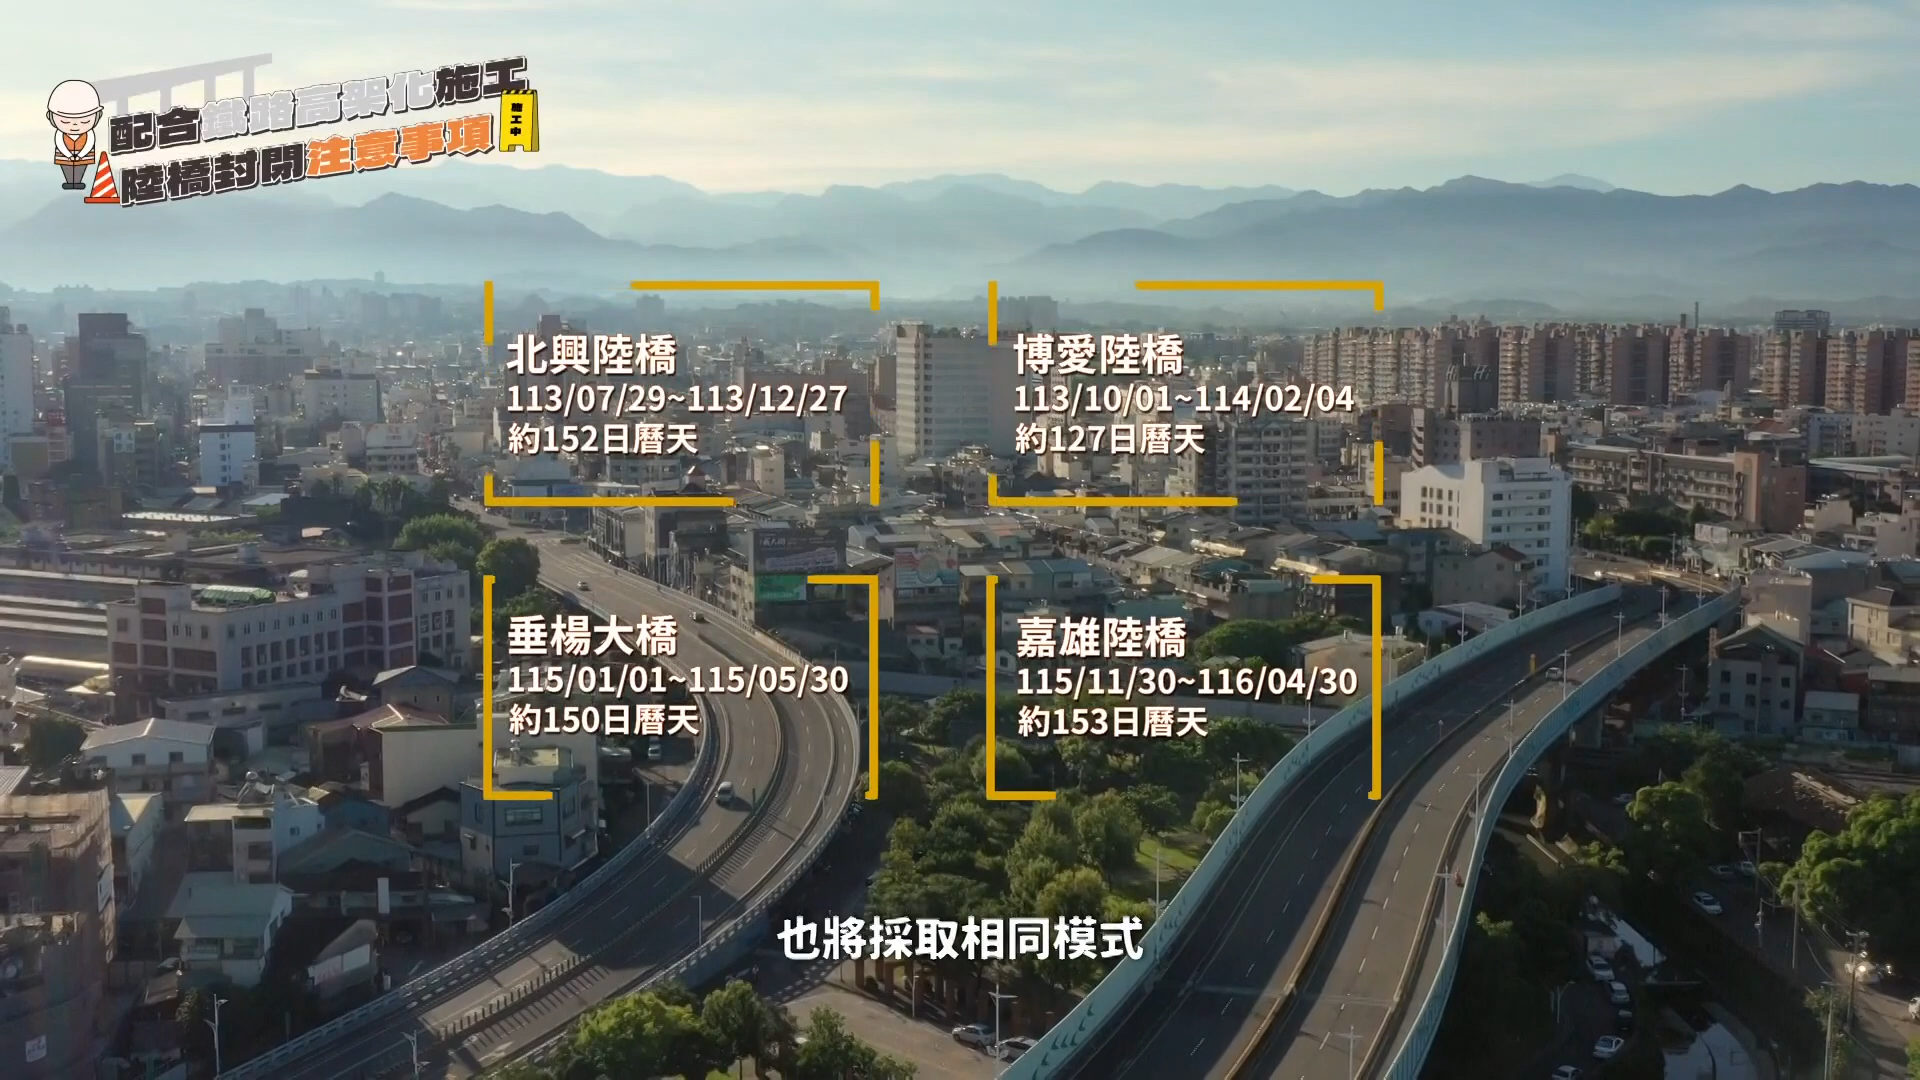 配合鐵路高架化施工
陸橋封閉注意事項
施工中
北興陸橋
113/07/29~113/12/27
約152日曆天
博愛陸橋
113/10/01~114/02/04
約127日曆天
垂楊大橋
115/01/01~115/05/30
約150日曆天
嘉雄陸橋
115/11/30~116/04/30
約153日曆天
也將採取相同模式